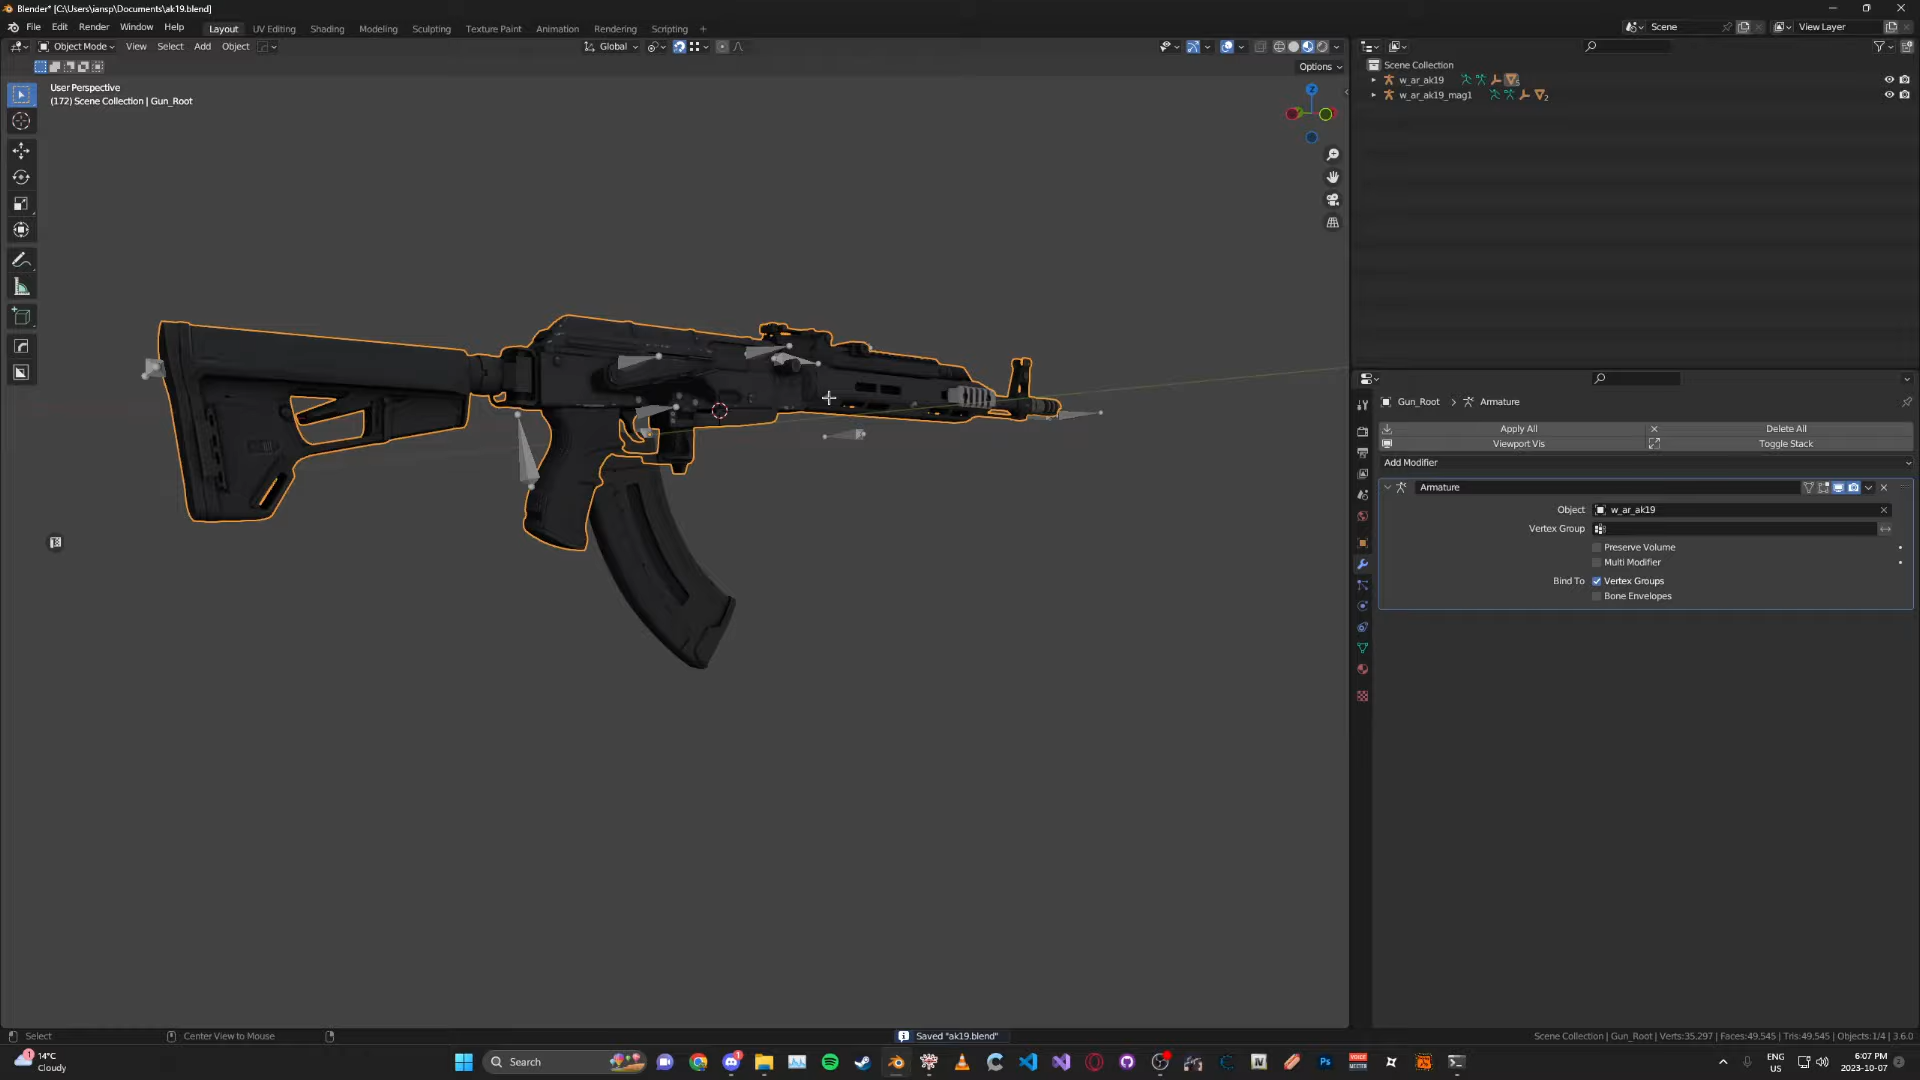 Blender* [C:\Users\iansp\Documents\ak19.blend]
File Edit Render Window Help
Layout UV Editing Shading Modeling Sculpting Texture Paint Animation Rendering Scripting +
Scene
View Layer
Object Mode View Select Add Object
Global
Options
User Perspective
(172) Scene Collection | Gun_Root
Z
Scene Collection
w_ar_ak19
w_ar_ak19_mag1
2
Gun_Root > Armature
Apply All
Delete All
Viewport Vis
Toggle Stack
Add Modifier
Armature
Object w_ar_ak19
Vertex Group
Preserve Volume
Multi Modifier
Bind To Vertex Groups
Bone Envelopes
Select
Center View to Mouse
Saved "ak19.blend"
Scene Collection | Gun_Root | Verts:35,297 | Faces:49,545 | Tris:49,545 | Objects:1/4 | 3.6.0
1
14°C
Cloudy
Search
Ps
ENG
US
6:07 PM
2023-10-07